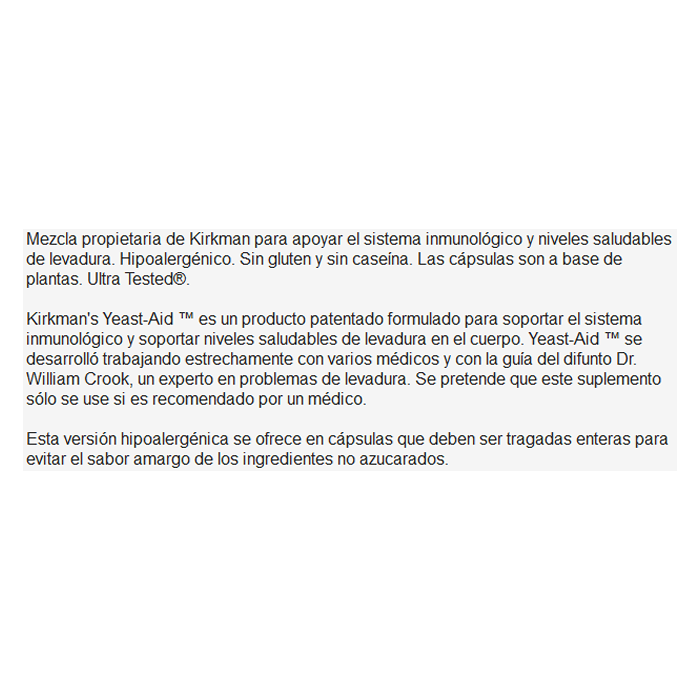 Mezcla propietaria de Kirkman para apoyar el sistema inmunológico y niveles saludables
de levadura. Hipoalergénico. Sin gluten y sin caseína. Las cápsulas son a base de
plantas. Ultra Tested®.
Kirkman's Yeast-Aid ™ es un producto patentado formulado para soportar el sistema
inmunológico y soportar niveles saludables de levadura en el cuerpo. Yeast-Aid ™ se
desarrolló trabajando estrechamente con varios médicos y con la guía del difunto Dr.
William Crook, un experto en problemas de levadura. Se pretende que este suplemento
sólo se use si es recomendado por un médico.
Esta versión hipoalergénica se ofrece en cápsulas que deben ser tragadas enteras para
evitar el sabor amargo de los ingredientes no azucarados.